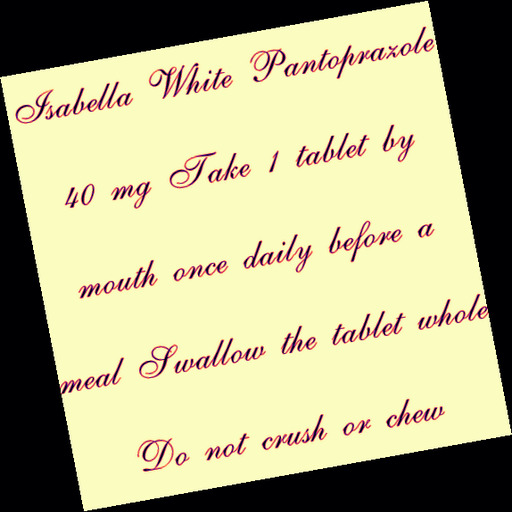 Isabella White Pantoprazole
40 mg Take 1 tablet by
mouth once daily before a
meal Swallow the tablet whole
Do not crush or chew